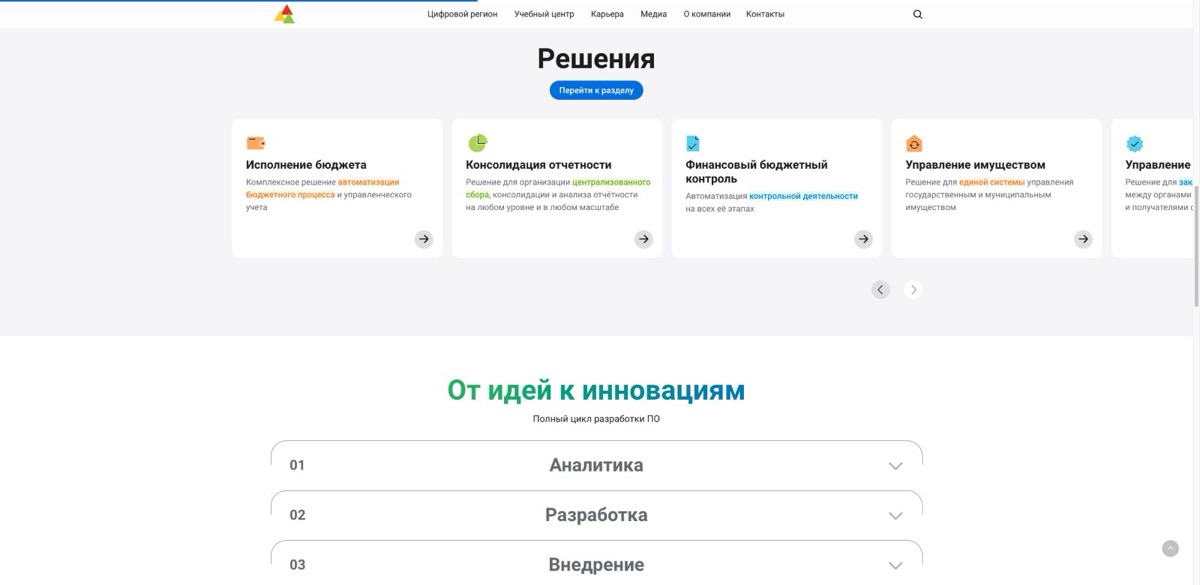 Цифровой регион Учебный центр Карьера Медиа О компании Контакты
Решения
Перейти к разделу
Исполнение бюджета
Комплексное решение автоматизации
бюджетного процесса и управленческого
учета
Консолидация отчетности
Решение для организации централизованного
сбора, консолидации и анализа отчётности
на любом уровне и в любом масштабе
Финансовый бюджетный
контроль
Автоматизация контрольной деятельности
на всех её этапах
Управление имуществом
Решение для единой системы управления
государственным и муниципальным
имуществом
Управление
Решение для зак
между органами
и получателями с
От идей к инновациям
Полный цикл разработки ПО
01 Аналитика
02 Разработка
03 Внедрение